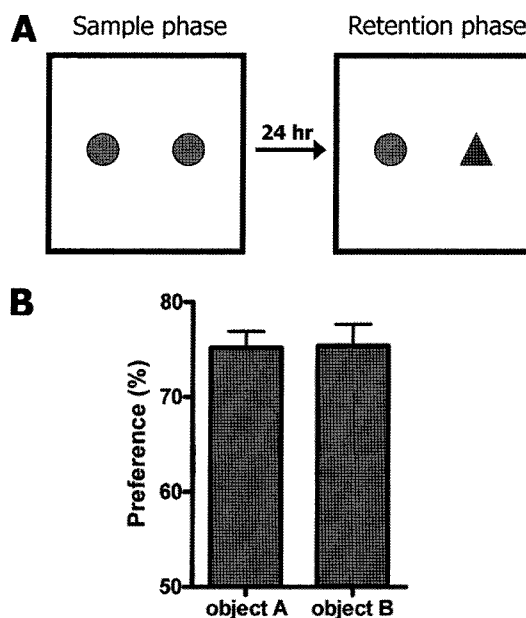 A
Sample phase
Retention phase
24 hr
B
Preference (%)
80
70
60
50
object A
object B